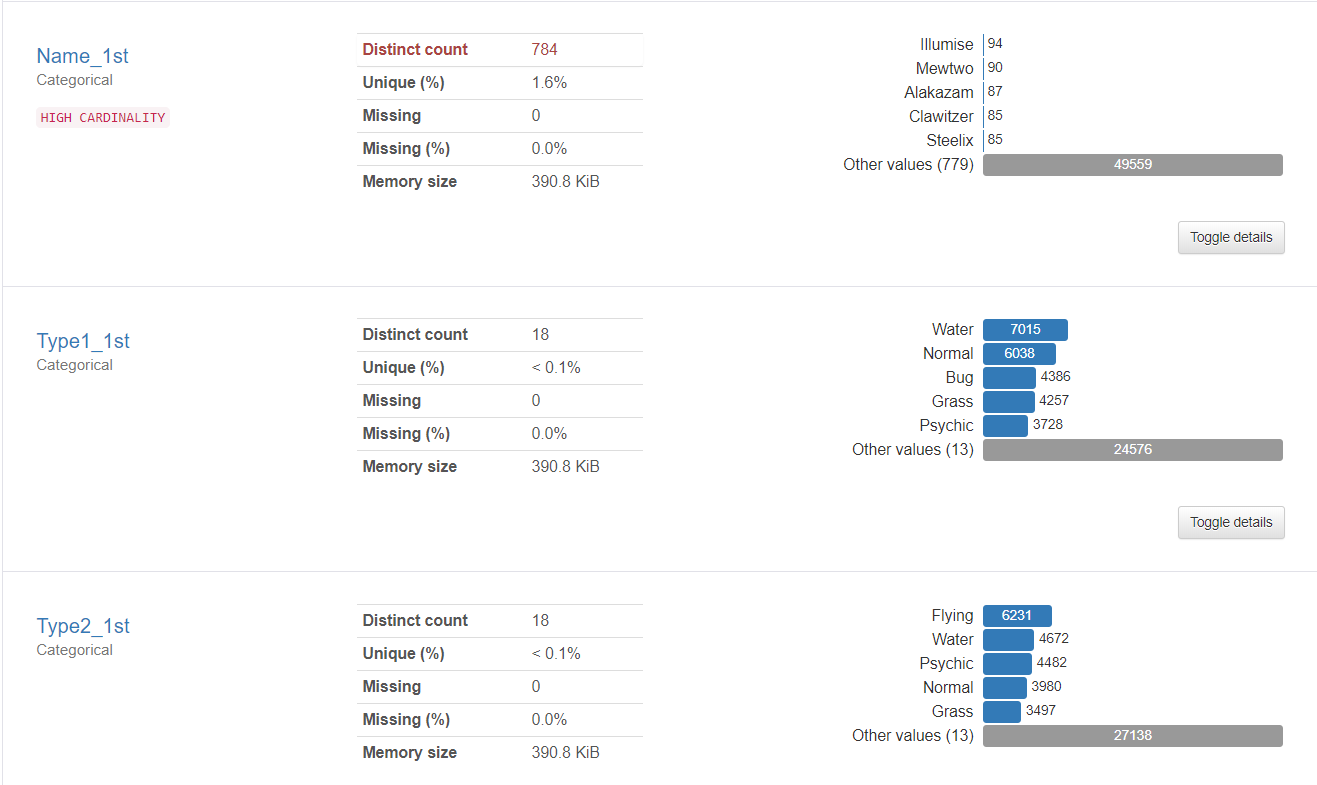 Name_1st
Categorical
HIGH CARDINALITY
Distinct count 784
Unique (%) 1.6%
Missing 0
Missing (%) 0.0%
Memory size 390.8 KiB
Illumise 94
Mewtwo 90
Alakazam 87
Clawitzer 85
Steelix 85
Other values (779) 49559
Toggle details
Type1_1st
Categorical
Distinct count 18
Unique (%) < 0.1%
Missing 0
Missing (%) 0.0%
Memory size 390.8 KiB
Water 7015
Normal 6038
Bug 4386
Grass 4257
Psychic 3728
Other values (13) 24576
Toggle details
Type2_1st
Categorical
Distinct count 18
Unique (%) < 0.1%
Missing 0
Missing (%) 0.0%
Memory size 390.8 KiB
Flying 6231
Water 4672
Psychic 4482
Normal 3980
Grass 3497
Other values (13) 27138